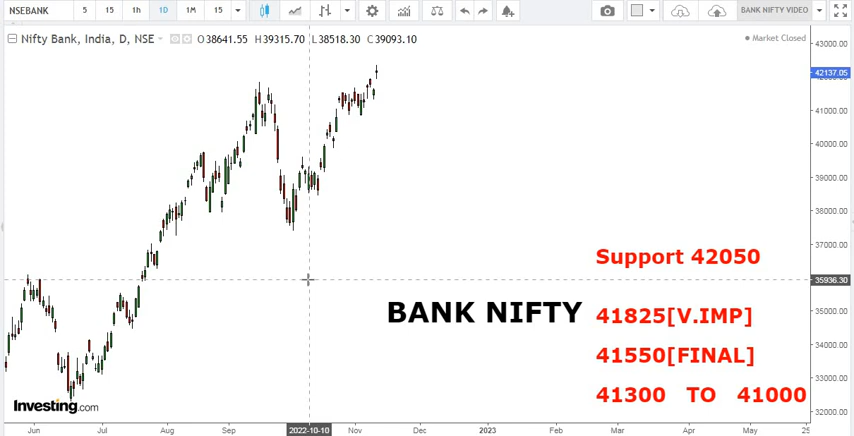 NSEBANK 5 15 1h 1D 1M 15 BANK NIFTY VIDEO
Nifty Bank, India, D, NSE O38641.55 H39315.70 L38518.30 C39093.10
Market Closed
43000.00
42137.05
41000.00
40000.00
39000.00
38000.00
37000.00
Support 42050
35936.30
BANK NIFTY
41825[V.IMP]
35000.00
34000.00
41550[FINAL]
33000.00
41300 TO 41000
32000.00
Investing.com
Jun Jul Aug Sep 2022-10-10 Nov Dec 2023 Feb Mar Apr May 25